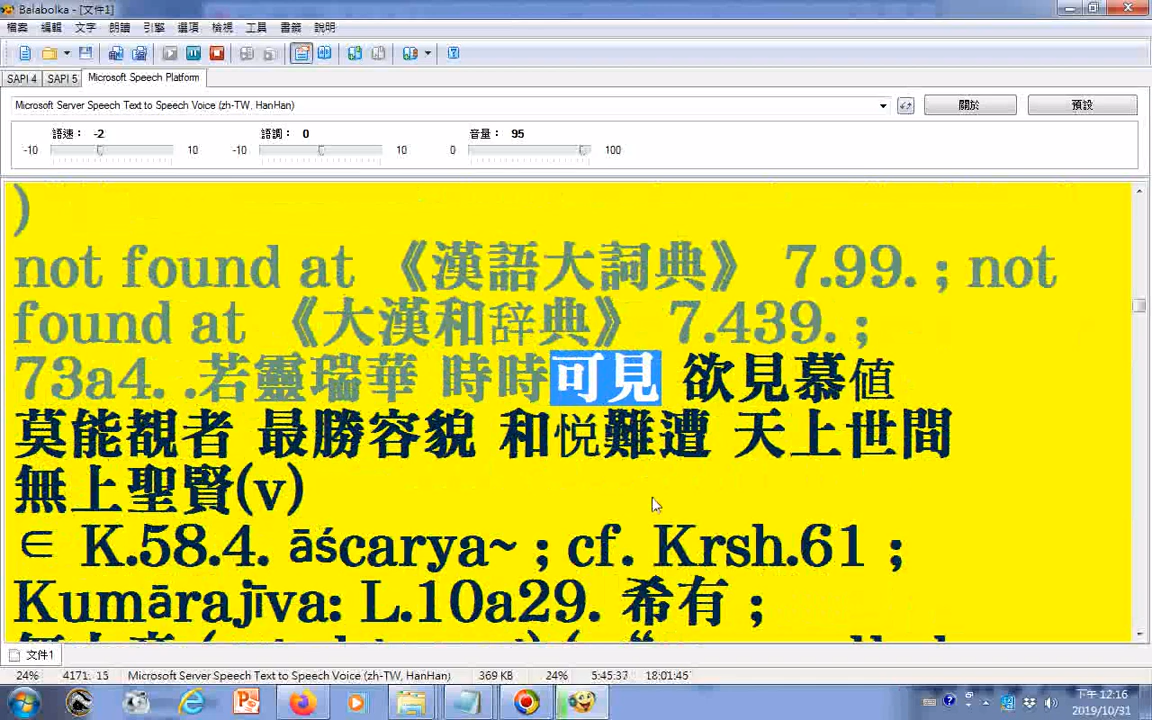 Balabolka - [文件1]
檔案 編輯 文字 朗讀 引擎 選項 檢視 工具 書籤 說明
SAPI 4 SAPI 5 Microsoft Speech Platform
Microsoft Server Speech Text to Speech Voice (zh-TW, HanHan) 關於 預設
語速： -2 語調： 0 音量： 95
-10 10 -10 10 0 100
)
not found at 《漢語大詞典》 7.99. ; not
found at 《大漢和辞典》 7.439. ;
73a4. .若靈瑞華 時時可見 欲見慕値
莫能覩者 最勝容貌 和悦難遭 天上世間
無上聖賢(v)
∈ K.58.4. āścarya~ ; cf. Krsh.61 ;
Kumārajīva: L.10a29. 希有 ;
文件1
24% 4171: 15 Microsoft Server Speech Text to Speech Voice (zh-TW, HanHan) 369 KB 24% 5:45:37 18:01:45
下午 12:16
2019/10/31